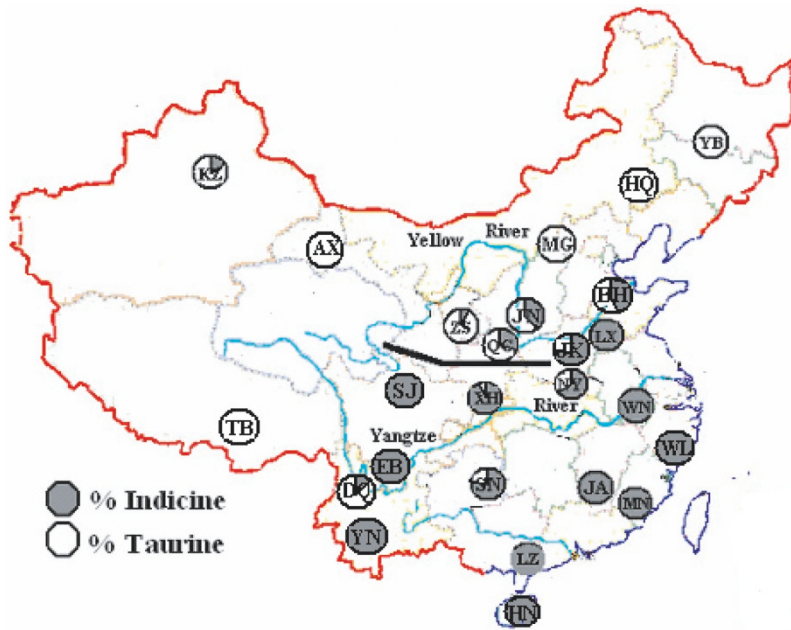 YB
KZ
HQ
AX
Yellow
River
MG
BH
JN
ZS
LX
QC
JX
SJ
NY
XH
WN
River
TB
Yangtze
WL
EB
SN
JA
DQ
MN
% Indicine
YN
% Taurine
LZ
HN